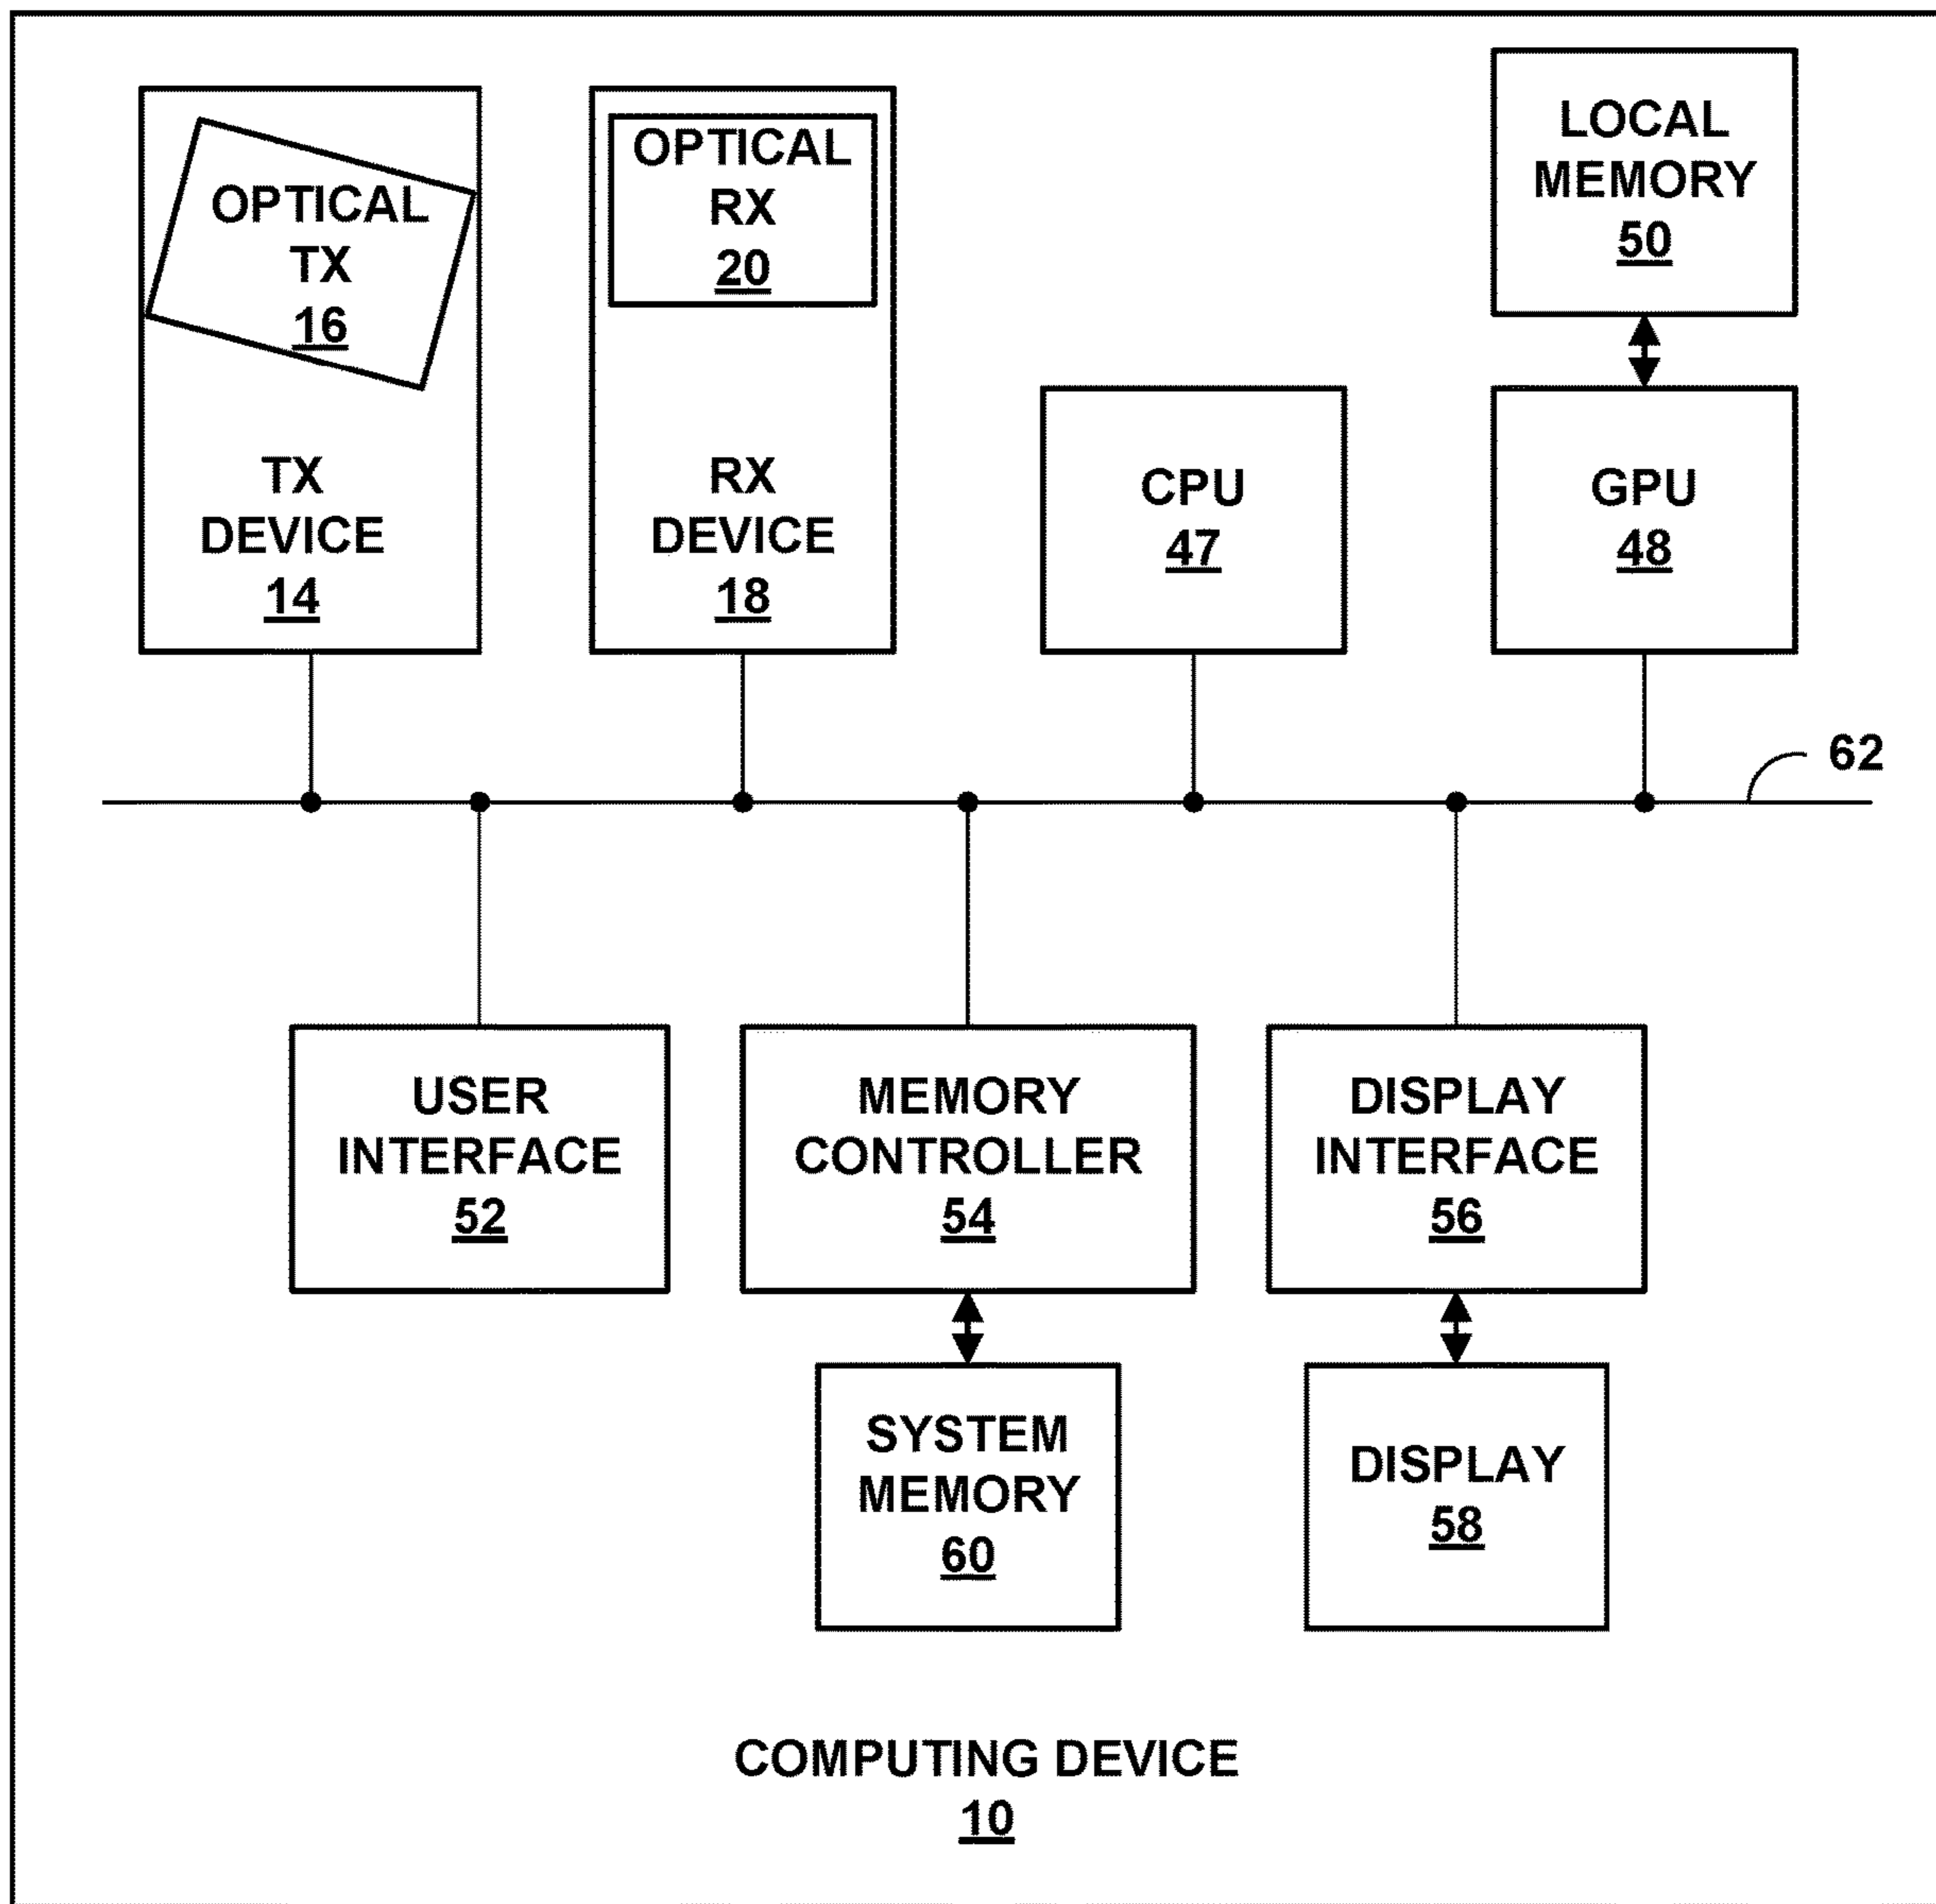 OPTICAL
TX
16
TX
DEVICE
14
OPTICAL
RX
20
RX
DEVICE
18
CPU
47
LOCAL
MEMORY
50
GPU
48
62
USER
INTERFACE
52
MEMORY
CONTROLLER
54
DISPLAY
INTERFACE
56
SYSTEM
MEMORY
60
DISPLAY
58
COMPUTING DEVICE
10